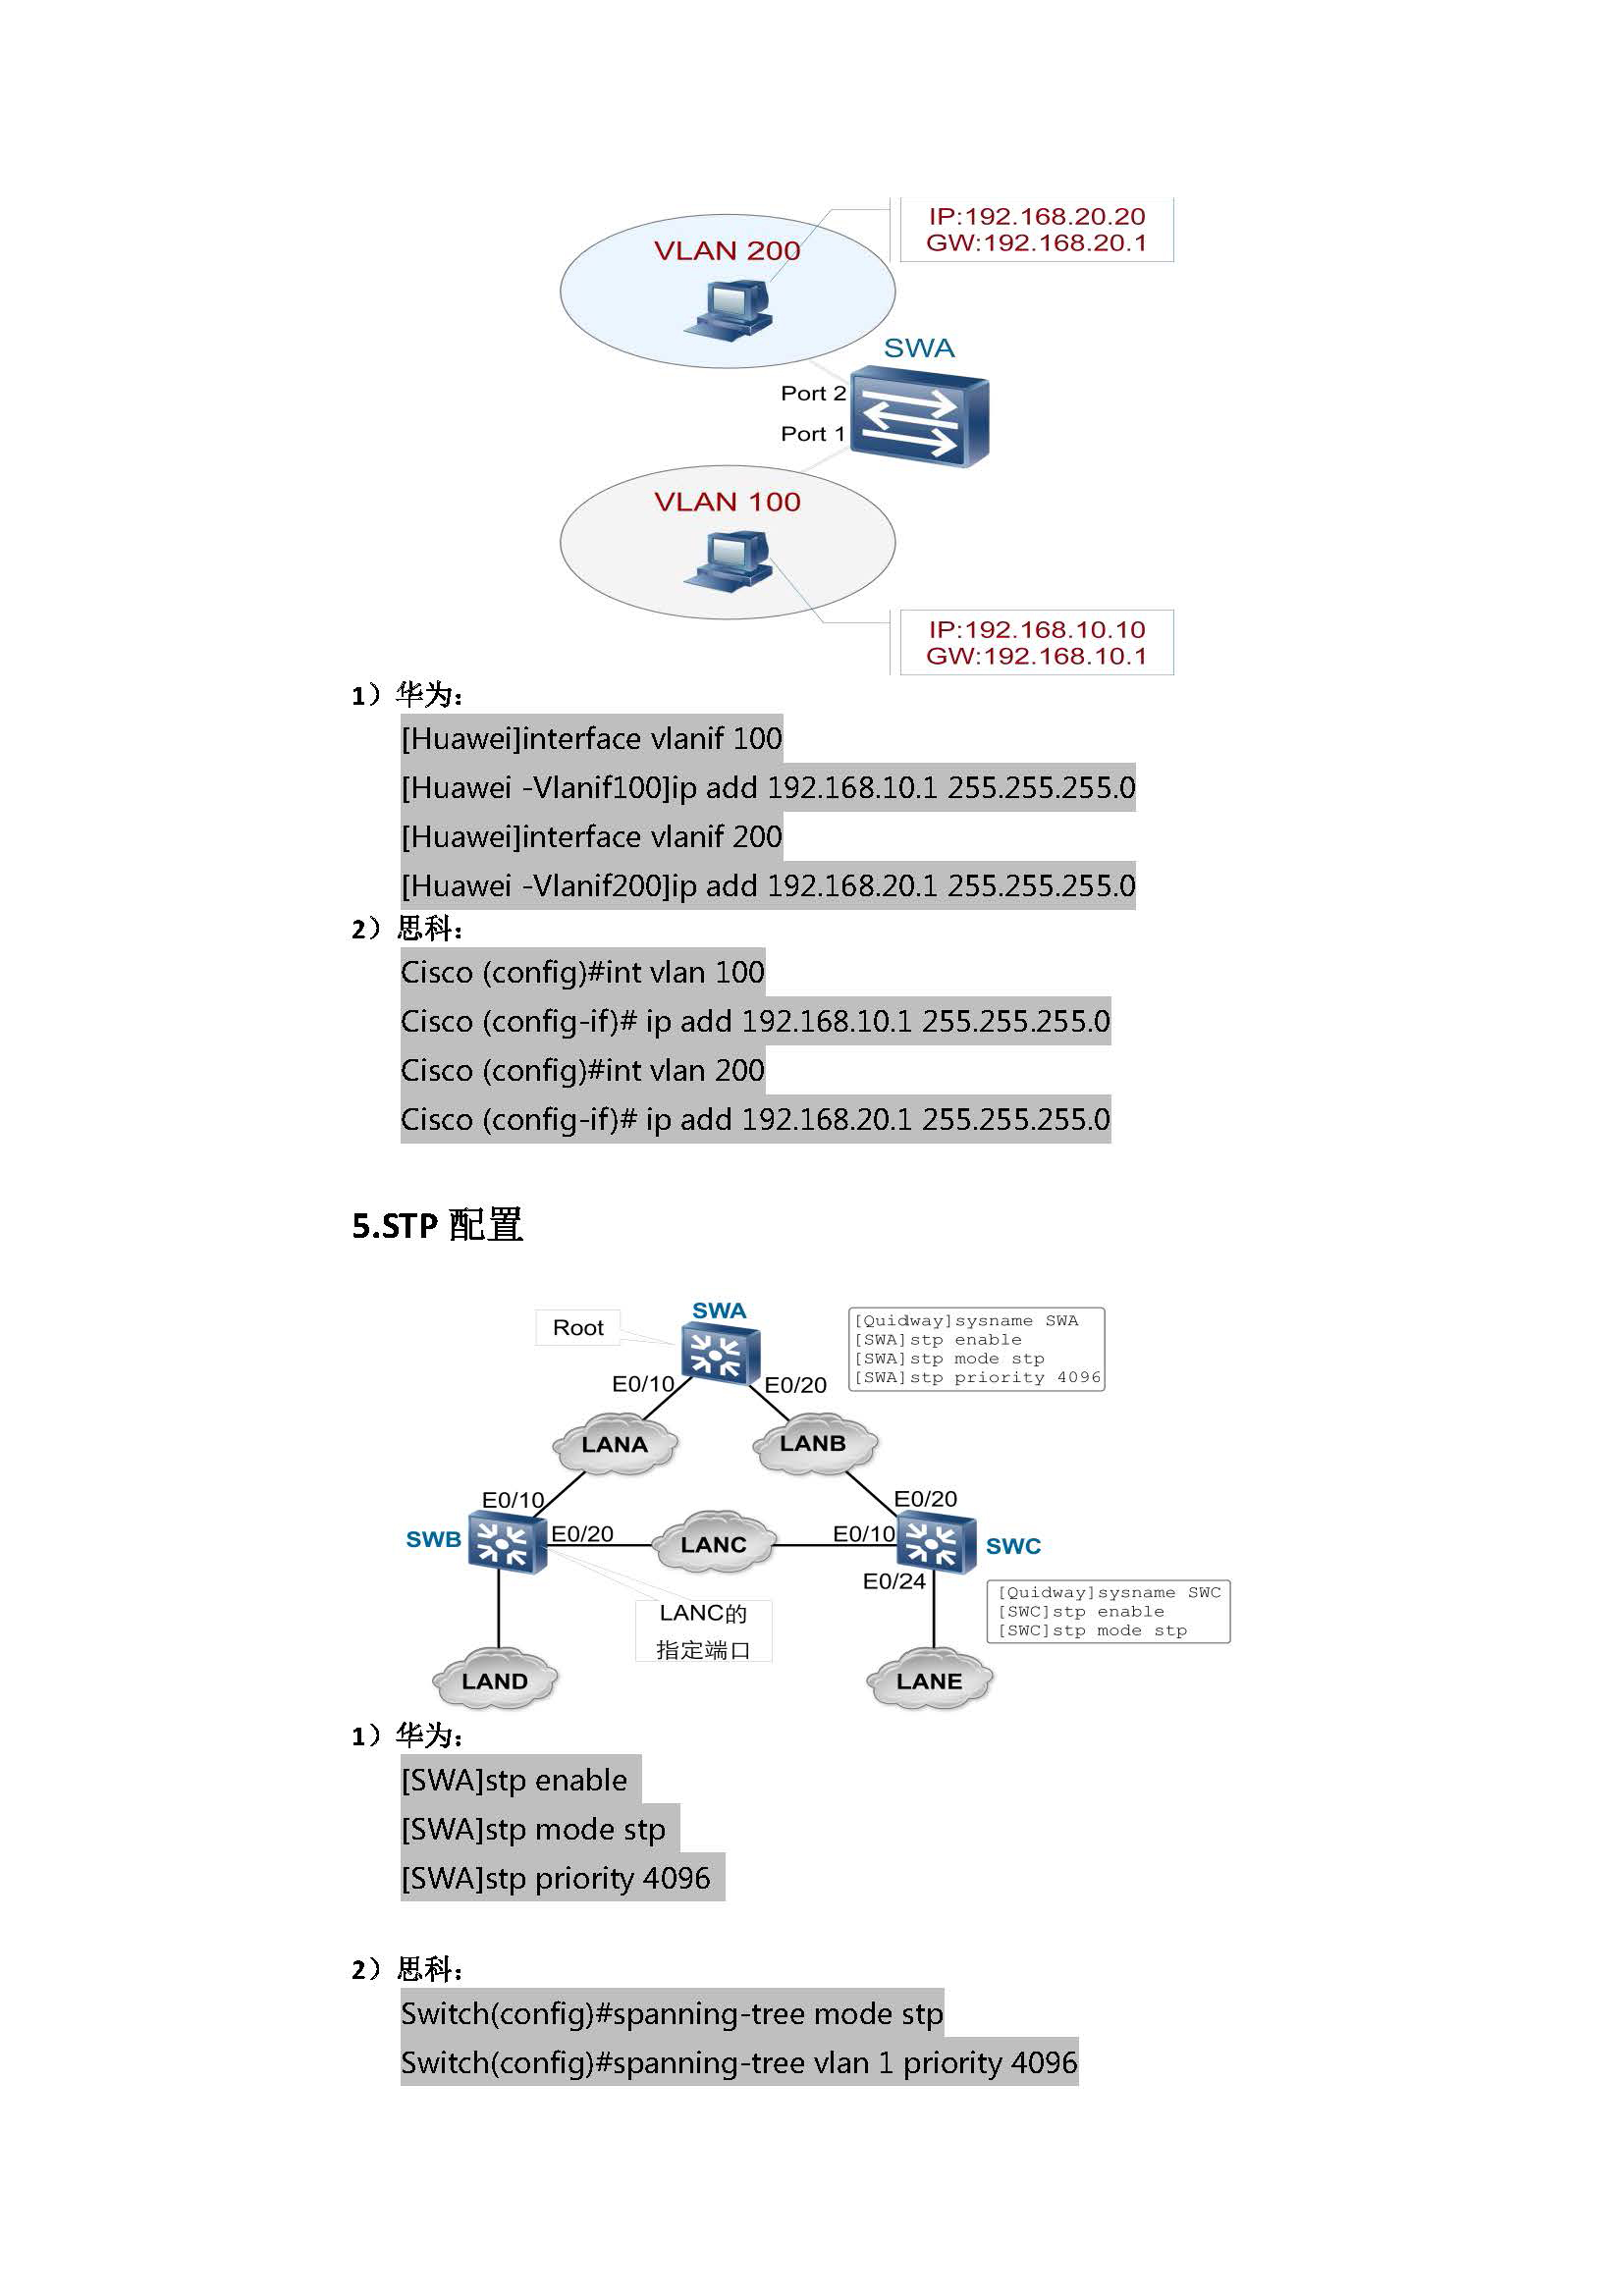 IP:192.168.20.20
GW:192.168.20.1
VLAN 200
SWA
Port 2
Port 1
VLAN 100
IP:192.168.10.10
GW:192.168.10.1
1）华为：
[Huawei]interface vlanif 100
[Huawei -Vlanif100]ip add 192.168.10.1 255.255.255.0
[Huawei]interface vlanif 200
[Huawei -Vlanif200]ip add 192.168.20.1 255.255.255.0
2）思科：
Cisco (config)#int vlan 100
Cisco (config-if)# ip add 192.168.10.1 255.255.255.0
Cisco (config)#int vlan 200
Cisco (config-if)# ip add 192.168.20.1 255.255.255.0
5.STP 配置
SWA
Root
[Quidway]sysname SWA
[SWA]stp enable
[SWA]stp mode stp
[SWA]stp priority 4096
E0/10
E0/20
LANA
LANB
E0/10
E0/20
SWB
E0/20
LANC
E0/10
SWC
E0/24
[Quidway]sysname SWC
[SWC]stp enable
[SWC]stp mode stp
LANC的
指定端口
LAND
LANE
1）华为：
[SWA]stp enable
[SWA]stp mode stp
[SWA]stp priority 4096
2）思科：
Switch(config)#spanning-tree mode stp
Switch(config)#spanning-tree vlan 1 priority 4096